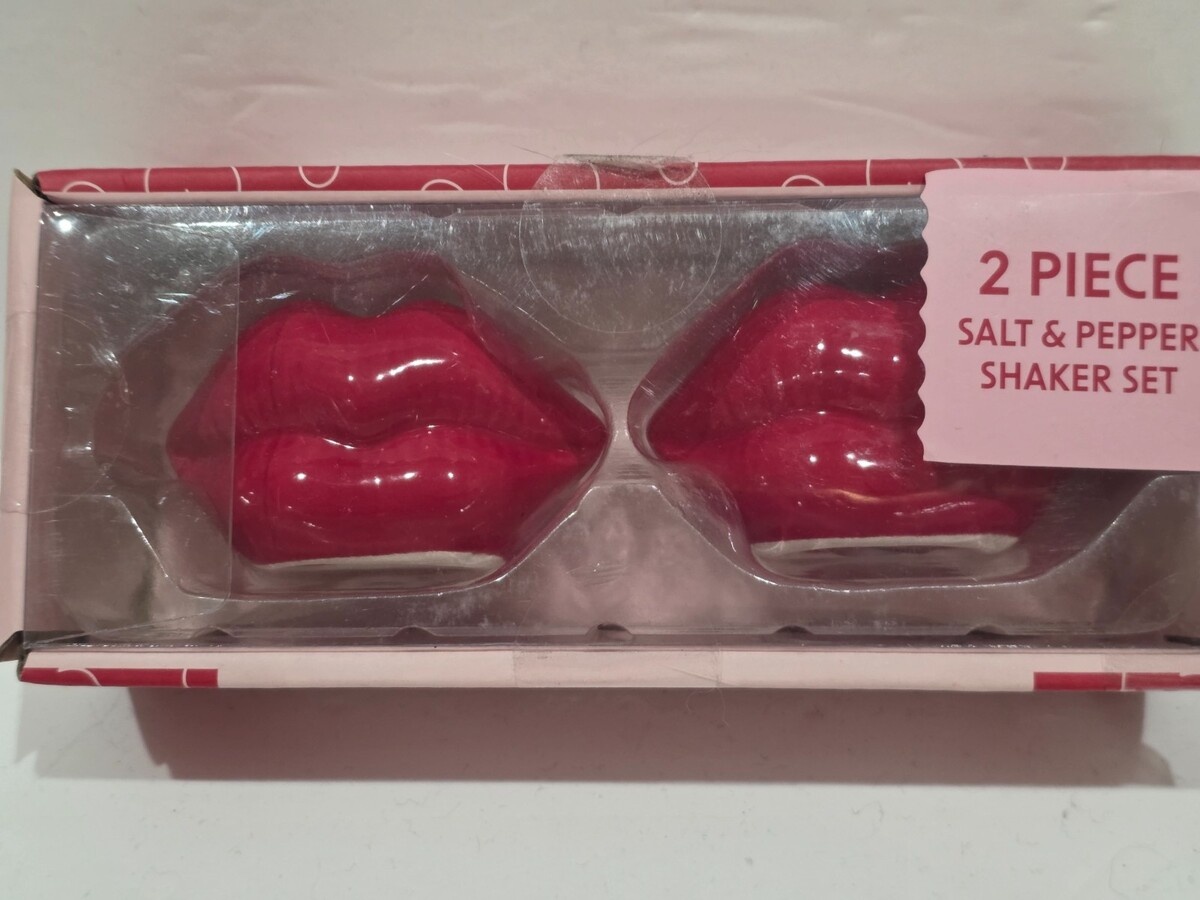 2 PIECE
SALT & PEPPER
SHAKER SET